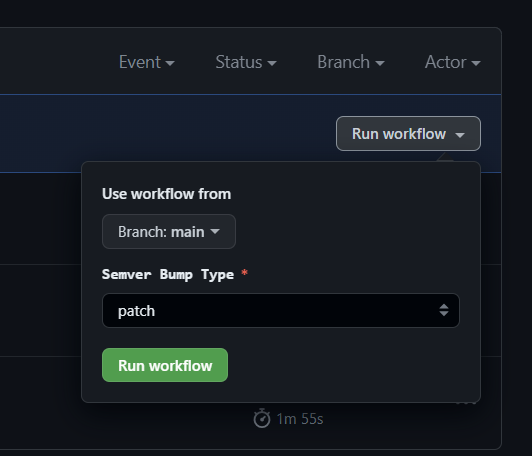 Event Status Branch Actor
Run workflow
Use workflow from
Branch: main
Semver Bump Type *
patch
Run workflow
1m 55s